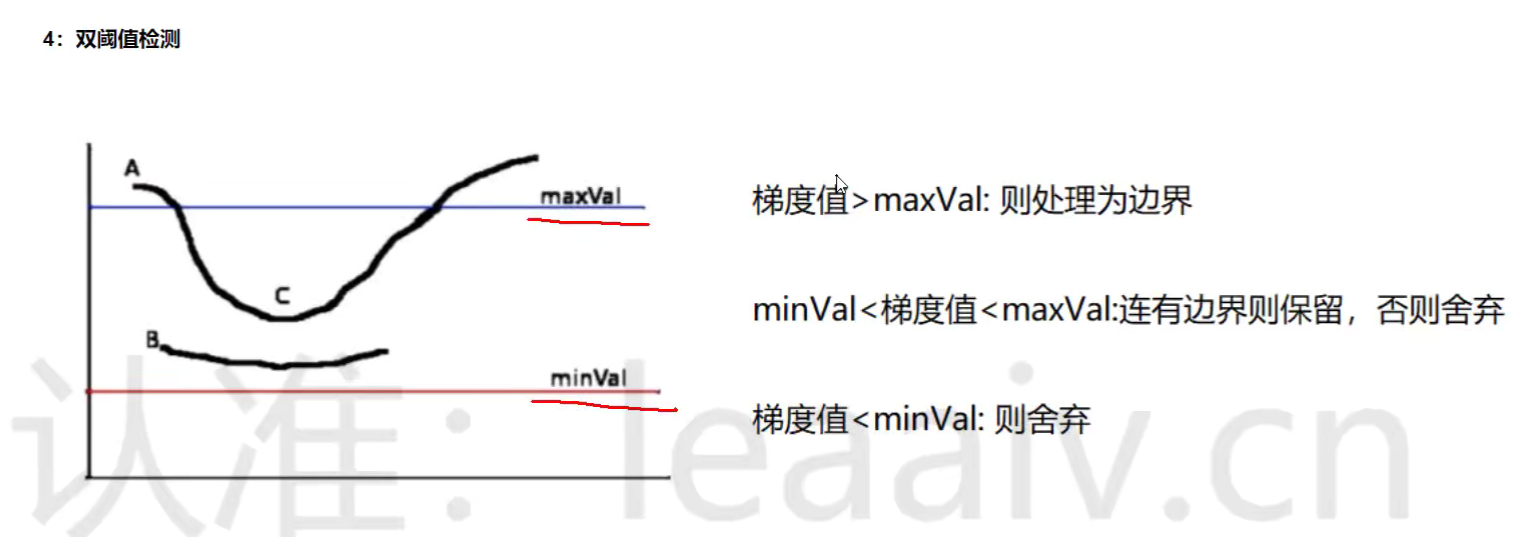 4：双阈值检测
A
maxVal
梯度值>maxVal: 则处理为边界
C
minVal<梯度值<maxVal:连有边界则保留，否则舍弃
B
minVal
梯度值<minVal: 则舍弃
认准：leaaiv.cn